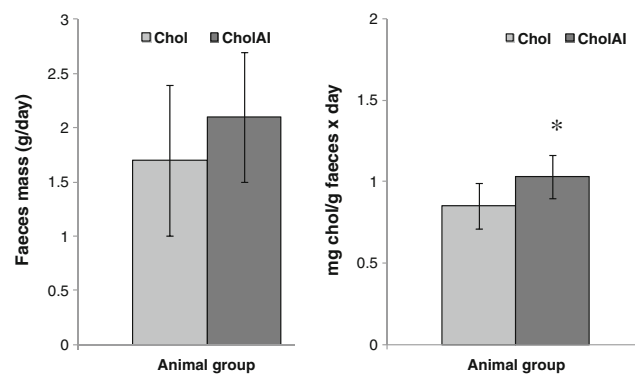 Chol CholAl
Faeces mass (g/day)
3
2.5
2
1.5
1
0.5
0
Animal group
Chol CholAl
mg chol/g faeces x day
2
1.5
1
0.5
0
*
Animal group